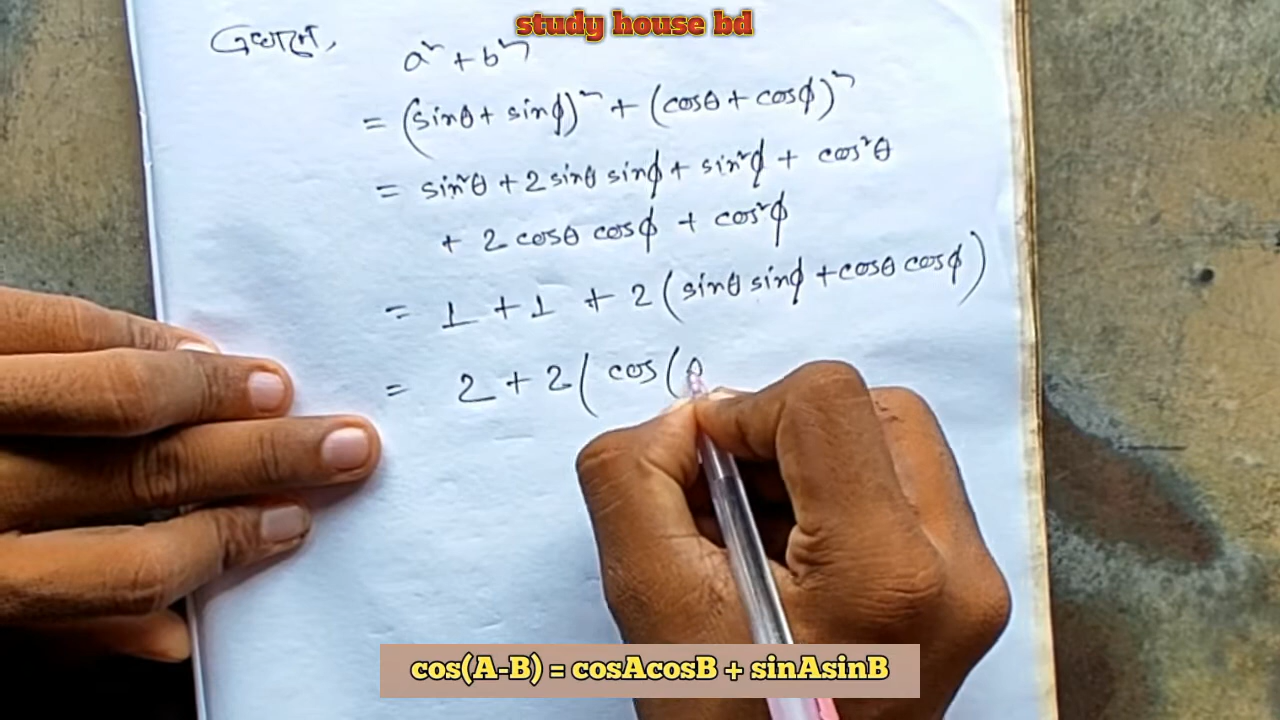 study house bd
এখানে, a² + b²
= (sinθ + sinϕ)² + (cosθ + cosϕ)²
= sin²θ + 2 sinθ sinϕ + sin²ϕ + cos²θ
+ 2 cosθ cosϕ + cos²ϕ
= 1 + 1 + 2 (sinθ sinϕ + cosθ cosϕ)
= 2 + 2 ( cos (
cos(A-B) = cosAcosB + sinAsinB